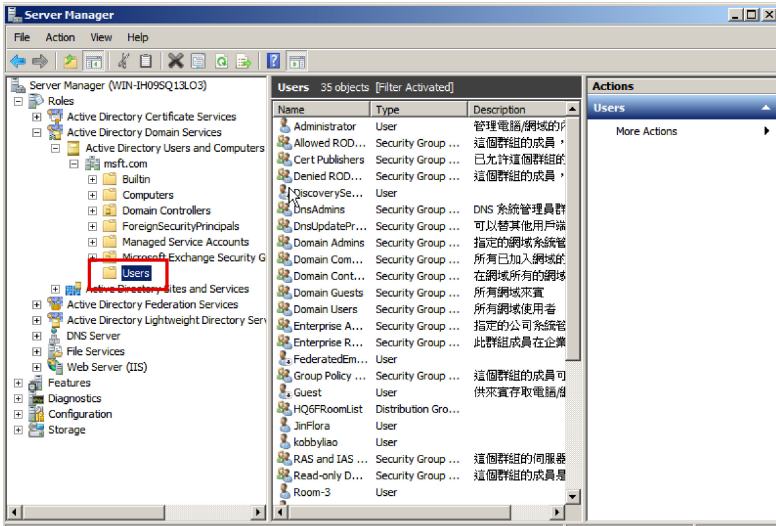 Server Manager
File Action View Help
Server Manager (WIN-IH09SQ13LO3)
Roles
Active Directory Certificate Services
Active Directory Domain Services
Active Directory Users and Computers
msft.com
Builtin
Computers
Domain Controllers
ForeignSecurityPrincipals
Managed Service Accounts
Microsoft Exchange Security G
Users
Active Directory Sites and Services
Active Directory Federation Services
Active Directory Lightweight Directory Serv
DNS Server
File Services
Web Server (IIS)
Features
Diagnostics
Configuration
Storage
Users 35 objects [Filter Activated]
Name Type Description
Administrator User 管理電腦/網域的內
Allowed ROD... Security Group ... 這個群組的成員，
Cert Publishers Security Group ... 已允許這個群組的
Denied ROD... Security Group ... 這個群組的成員，
DiscoverySe... User
DnsAdmins Security Group ... DNS 系統管理員群
DnsUpdatePr... Security Group ... 可以替其他用戶端
Domain Admins Security Group ... 指定的網域系統管
Domain Com... Security Group ... 所有已加入網域的
Domain Cont... Security Group ... 在網域所有的網域
Domain Guests Security Group ... 所有網域來賓
Domain Users Security Group ... 所有網域使用者
Enterprise A... Security Group ... 指定的公司系統管
Enterprise R... Security Group ... 此群組成員在企業
FederatedEm... User
Group Policy ... Security Group ... 這個群組的成員可
Guest User 供來賓存取電腦/網
HQ6FRoomList Distribution Gro...
JinFlora User
kobbyliao User
RAS and IAS ... Security Group ... 這個群組的伺服器
Read-only D... Security Group ... 這個群組的成員是
Room-3 User
Actions
Users
More Actions